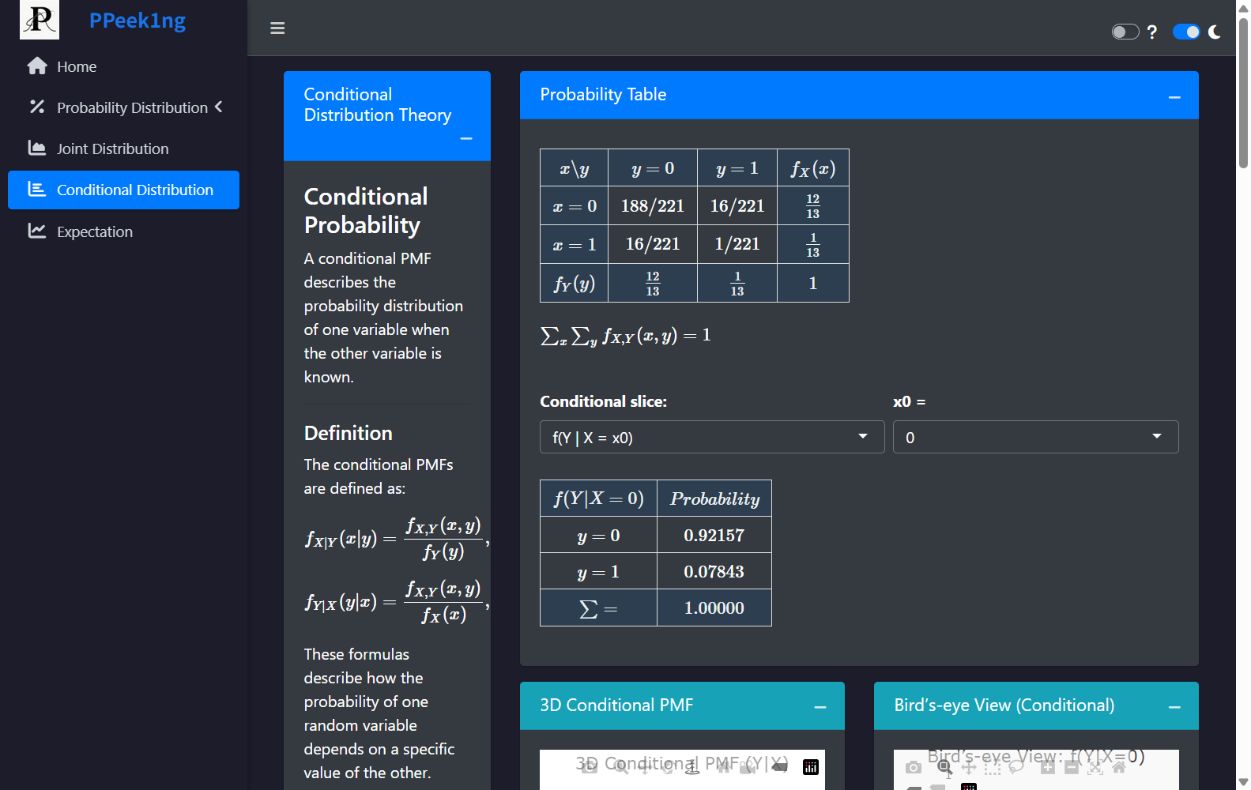 PPeek1ng
Home
Probability Distribution
Joint Distribution
Conditional Distribution
Expectation
?
Conditional
Distribution Theory
Conditional
Probability
A conditional PMF
describes the
probability distribution
of one variable when
the other variable is
known.
Definition
The conditional PMFs
are defined as:
f_{X|Y}(x|y) = \frac{f_{X,Y}(x,y)}{f_Y(y)},
f_{Y|X}(y|x) = \frac{f_{X,Y}(x,y)}{f_X(x)},
These formulas
describe how the
probability of one
random variable
depends on a specific
value of the other.
Probability Table
x\y y = 0 y = 1 f_X(x)
x = 0 188/221 16/221 12/13
x = 1 16/221 1/221 1/13
f_Y(y) 12/13 1/13 1
∑_x ∑_y f_{X,Y}(x,y) = 1
Conditional slice: x0 =
f(Y | X = x0) 0
f(Y|X = 0) Probability
y = 0 0.92157
y = 1 0.07843
∑ = 1.00000
3D Conditional PMF
3D Conditional PMF (Y|X)
Bird's-eye View (Conditional)
Bird's-eye View: f(Y|X=0)